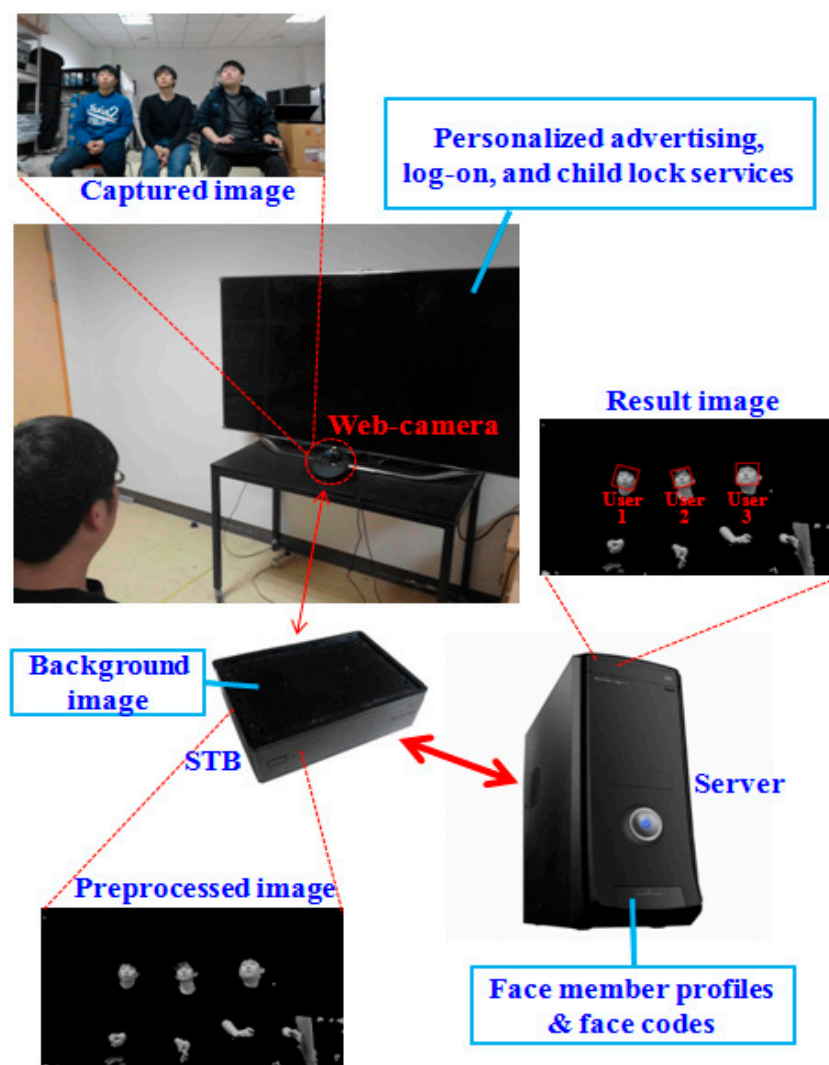 Captured image
Personalized advertising,
log-on, and child lock services
Web-camera
Result image
User
1
User
2
User
3
Background
image
STB
Server
Preprocessed image
Face member profiles
& face codes